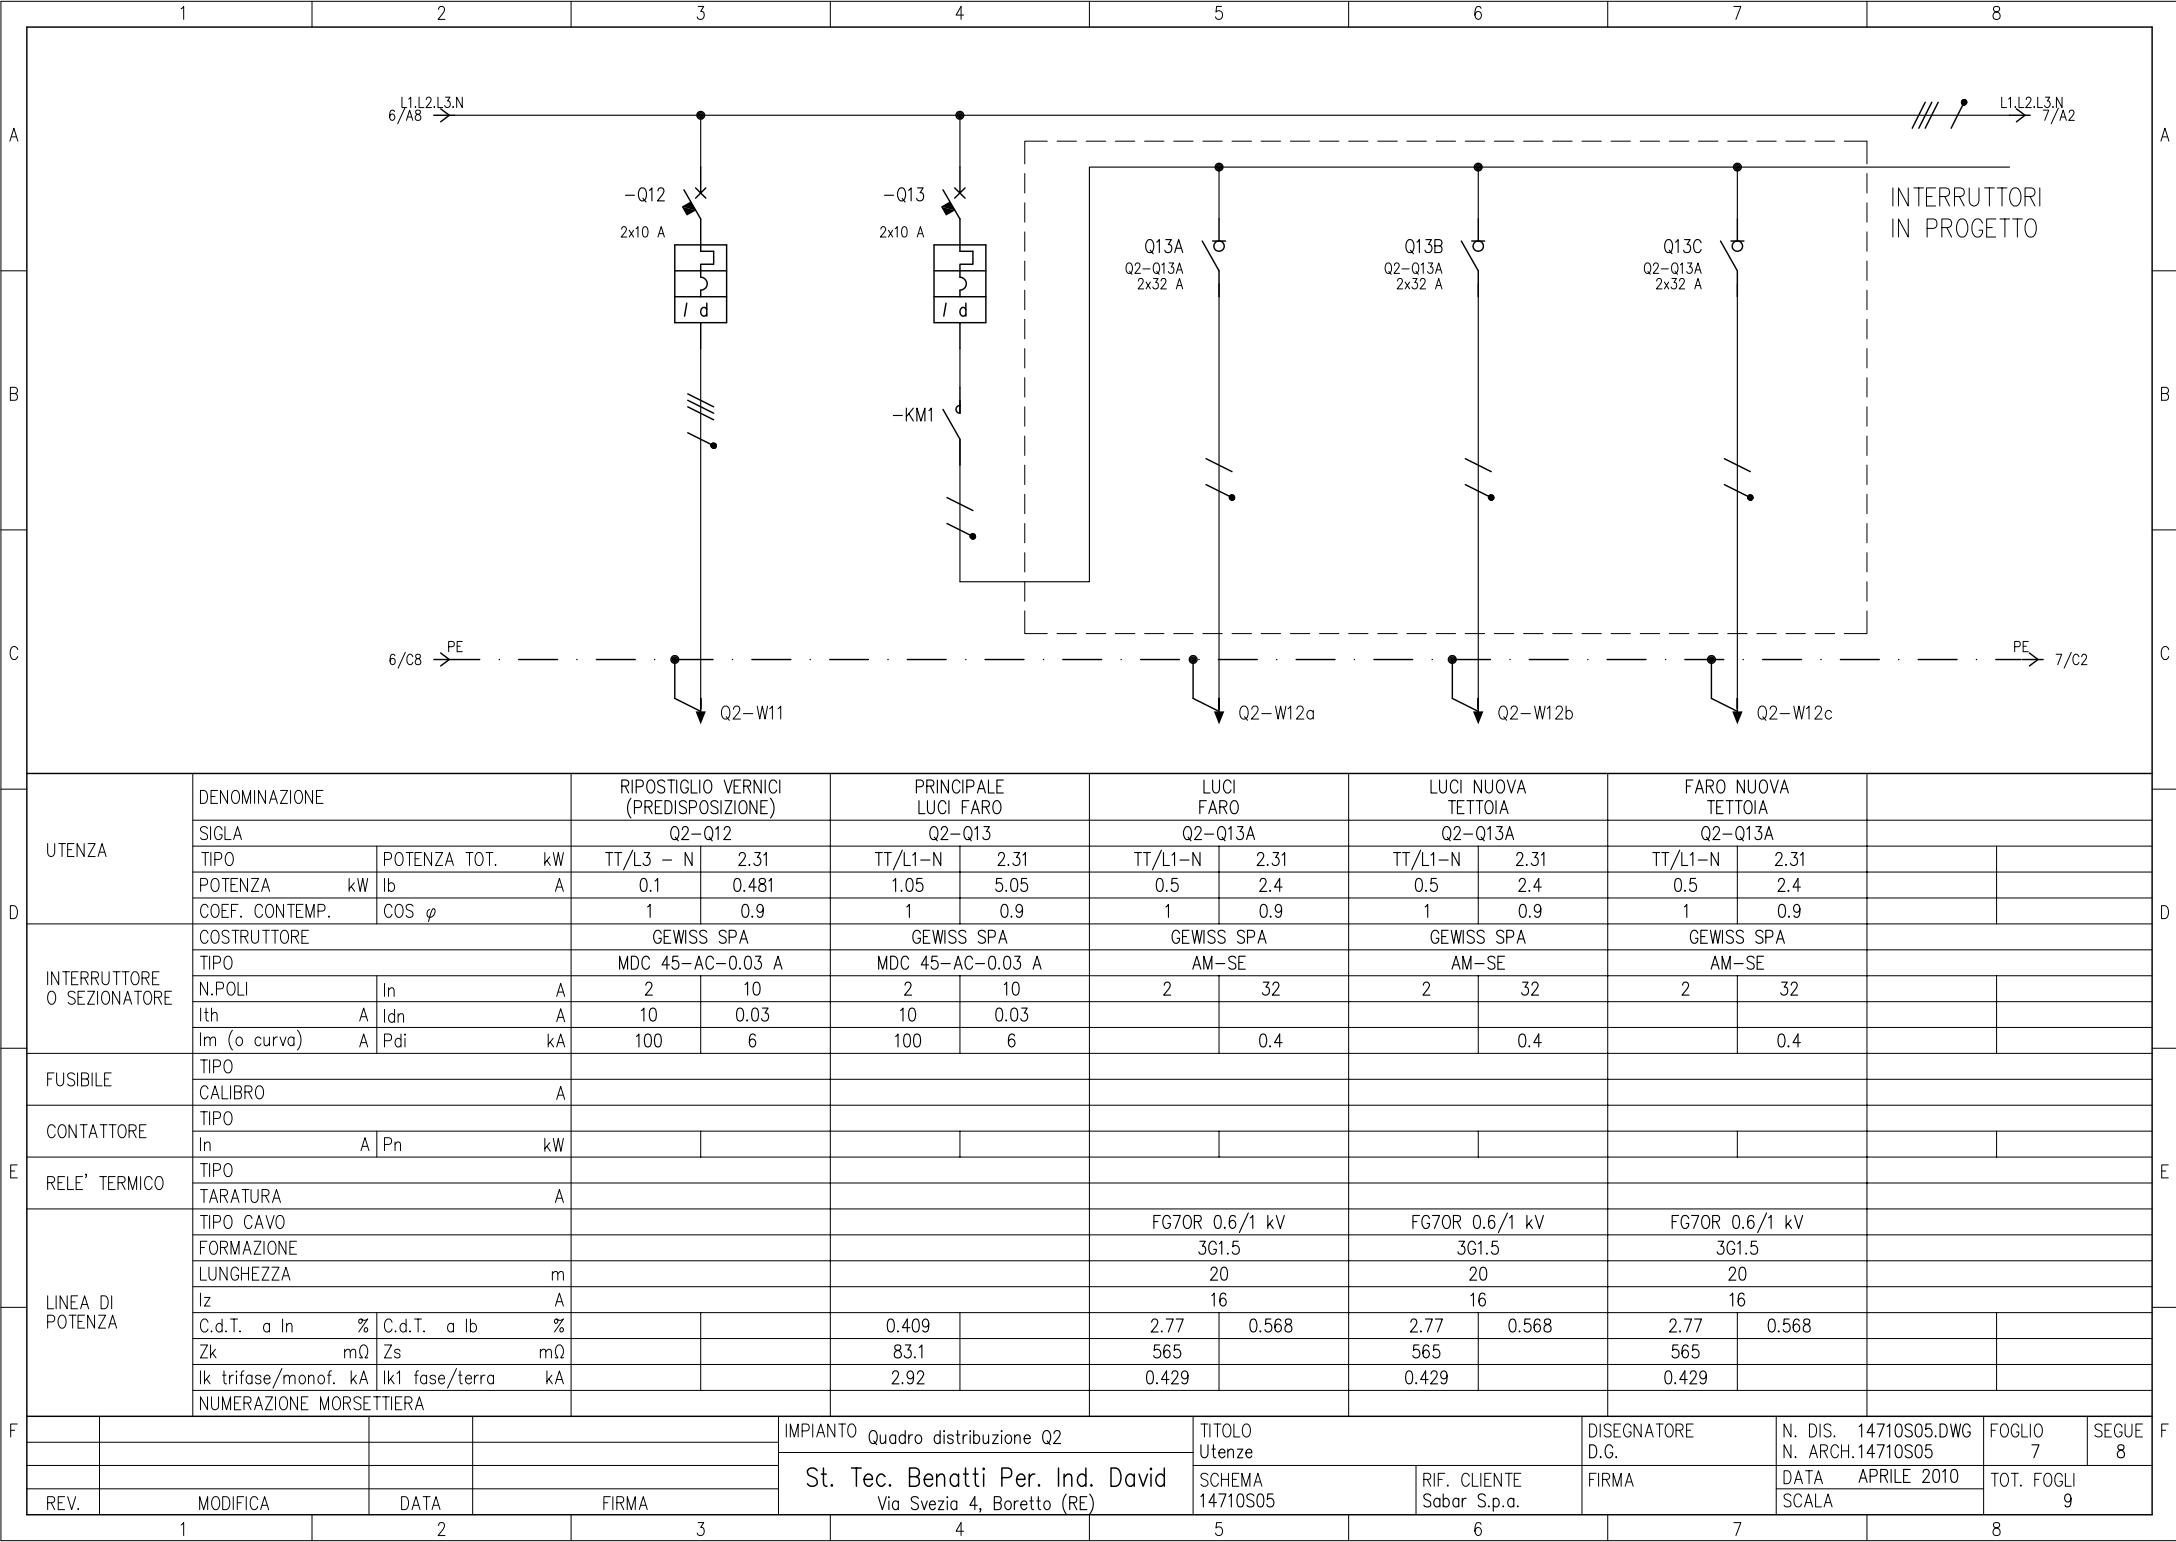 1 2 3 4 5 6 7 8
L1.L2.L3.N L1.L2.L3.N
6/A8 7/A2
A A
-Q12 -Q13 INTERRUTTORI
IN PROGETTO
2x10 A 2x10 A
Q13A Q13B Q13C
Q2-Q13A Q2-Q13A Q2-Q13A
2x32 A 2x32 A 2x32 A
I d I d
B B
-KM1
C C
PE PE
6/C8 7/C2
Q2-W11 Q2-W12a Q2-W12b Q2-W12c
UTENZA
DENOMINAZIONE RIPOSTIGLIO VERNICI PRINCIPALE LUCI LUCI NUOVA FARO NUOVA
(PREDISPOSIZIONE) LUCI FARO FARO TETTOIA TETTOIA
SIGLA Q2-Q12 Q2-Q13 Q2-Q13A Q2-Q13A Q2-Q13A
TIPO POTENZA TOT. kW TT/L3 - N 2.31 TT/L1-N 2.31 TT/L1-N 2.31 TT/L1-N 2.31 TT/L1-N 2.31
POTENZA kW Ib A 0.1 0.481 1.05 5.05 0.5 2.4 0.5 2.4 0.5 2.4
D COEF. CONTEMP. COS φ 1 0.9 1 0.9 1 0.9 1 0.9 1 0.9 D
INTERRUTTORE
O SEZIONATORE
COSTRUTTORE GEWISS SPA GEWISS SPA GEWISS SPA GEWISS SPA GEWISS SPA
TIPO MDC 45-AC-0.03 A MDC 45-AC-0.03 A AM-SE AM-SE AM-SE
N.POLI In A 2 10 2 10 2 32 2 32 2 32
Ith A Idn A 10 0.03 10 0.03
Im (o curva) A Pdi kA 100 6 100 6 0.4 0.4 0.4
FUSIBILE
TIPO
CALIBRO A
CONTATTORE
TIPO
In A Pn kW
E RELE' TERMICO E
TIPO
TARATURA A
LINEA DI
POTENZA
TIPO CAVO FG7OR 0.6/1 kV FG7OR 0.6/1 kV FG7OR 0.6/1 kV
FORMAZIONE 3G1.5 3G1.5 3G1.5
LUNGHEZZA m 20 20 20
Iz A 16 16 16
C.d.T. a In % C.d.T. a Ib % 0.409 2.77 0.568 2.77 0.568 2.77 0.568
Zk mΩ Zs mΩ 83.1 565 565 565
Ik trifase/monof. kA Ik1 fase/terra kA 2.92 0.429 0.429 0.429
NUMERAZIONE MORSETTIERA
F F
REV. MODIFICA DATA FIRMA
IMPIANTO Quadro distribuzione Q2
St. Tec. Benatti Per. Ind. David
Via Svezia 4, Boretto (RE)
TITOLO
Utenze
SCHEMA
14710S05
RIF. CLIENTE
Sabar S.p.a.
DISEGNATORE
D.G.
FIRMA
N. DIS. 14710S05.DWG
N. ARCH.14710S05
DATA APRILE 2010
SCALA
FOGLIO
7
SEGUE
8
TOT. FOGLI
9
1 2 3 4 5 6 7 8